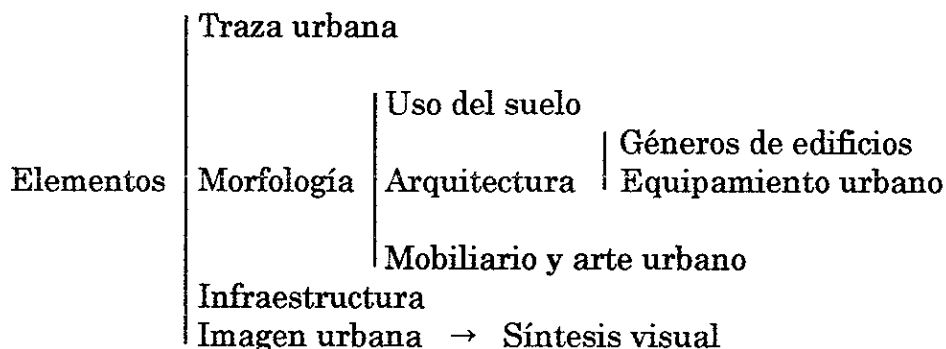 Traza urbana
Uso del suelo
Géneros de edificios
Elementos Morfología Arquitectura Equipamiento urbano
Mobiliario y arte urbano
Infraestructura
Imagen urbana → Síntesis visual